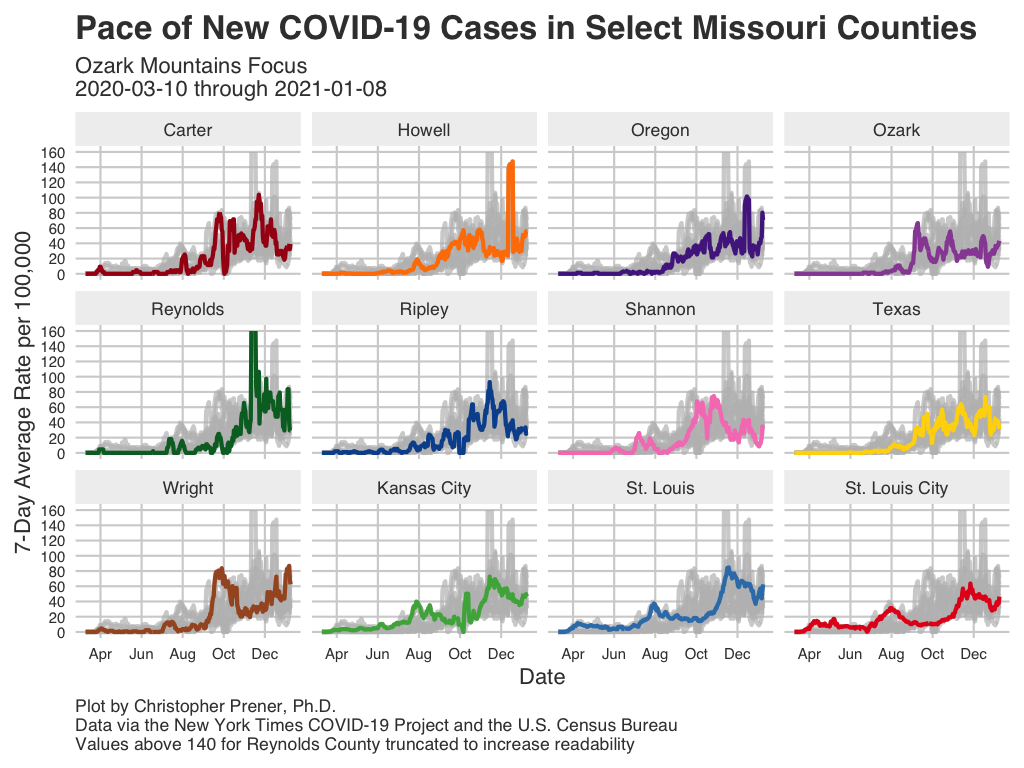 Pace of New COVID-19 Cases in Select Missouri Counties
Ozark Mountains Focus
2020-03-10 through 2021-01-08
7-Day Average Rate per 100,000
Carter Howell Oregon Ozark
160
140
120
100
80
60
40
20
0
Reynolds Ripley Shannon Texas
160
140
120
100
80
60
40
20
0
Wright Kansas City St. Louis St. Louis City
160
140
120
100
80
60
40
20
0
Apr Jun Aug Oct Dec Apr Jun Aug Oct Dec Apr Jun Aug Oct Dec Apr Jun Aug Oct Dec
Date
Plot by Christopher Prener, Ph.D.
Data via the New York Times COVID-19 Project and the U.S. Census Bureau
Values above 140 for Reynolds County truncated to increase readability